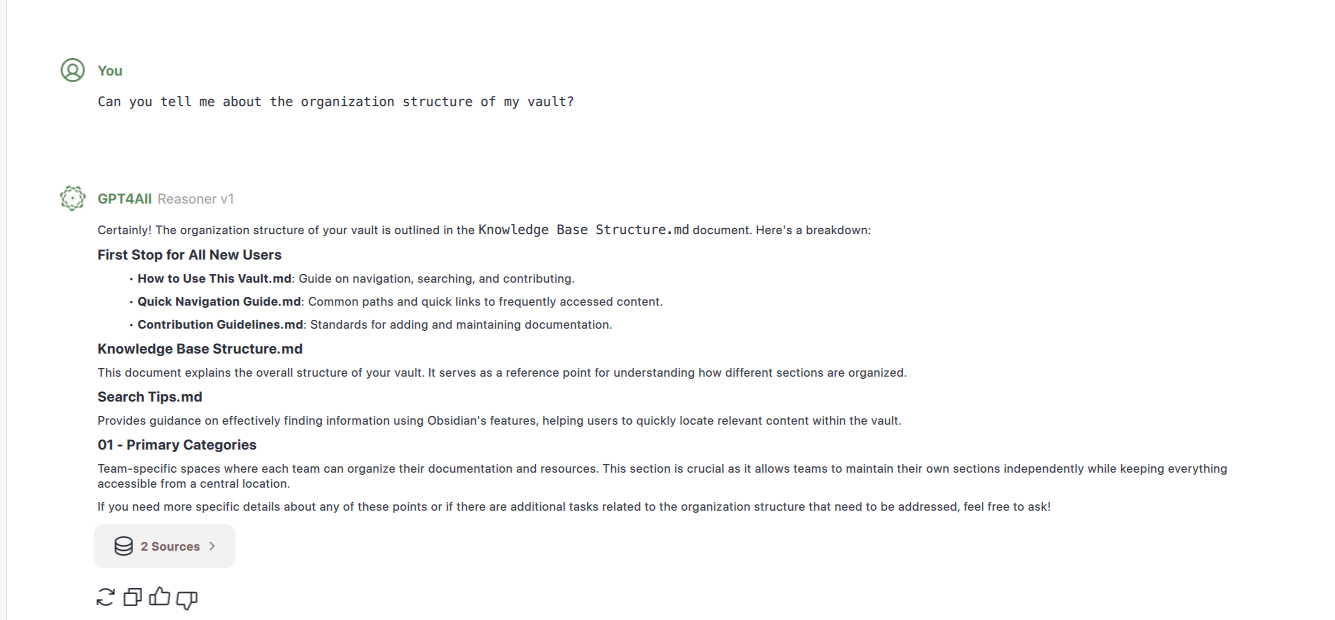 You
Can you tell me about the organization structure of my vault?
GPT4All Reasoner v1
Certainly! The organization structure of your vault is outlined in the Knowledge Base Structure.md document. Here's a breakdown:
First Stop for All New Users
• How to Use This Vault.md: Guide on navigation, searching, and contributing.
• Quick Navigation Guide.md: Common paths and quick links to frequently accessed content.
• Contribution Guidelines.md: Standards for adding and maintaining documentation.
Knowledge Base Structure.md
This document explains the overall structure of your vault. It serves as a reference point for understanding how different sections are organized.
Search Tips.md
Provides guidance on effectively finding information using Obsidian's features, helping users to quickly locate relevant content within the vault.
01 - Primary Categories
Team-specific spaces where each team can organize their documentation and resources. This section is crucial as it allows teams to maintain their own sections independently while keeping everything
accessible from a central location.
If you need more specific details about any of these points or if there are additional tasks related to the organization structure that need to be addressed, feel free to ask!
2 Sources